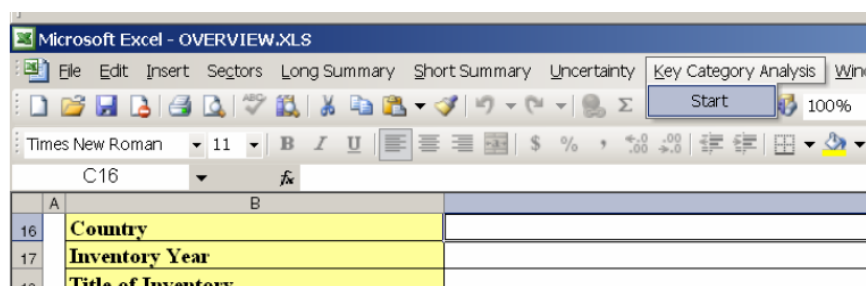 Microsoft Excel - OVERVIEW.XLS
File Edit Insert Sectors Long Summary Short Summary Uncertainty Key Category Analysis
Σ Start 100%
Times New Roman 11 B I U $ % ,
C16 fx
A B
16 Country
17 Inventory Year
Title of Inventory